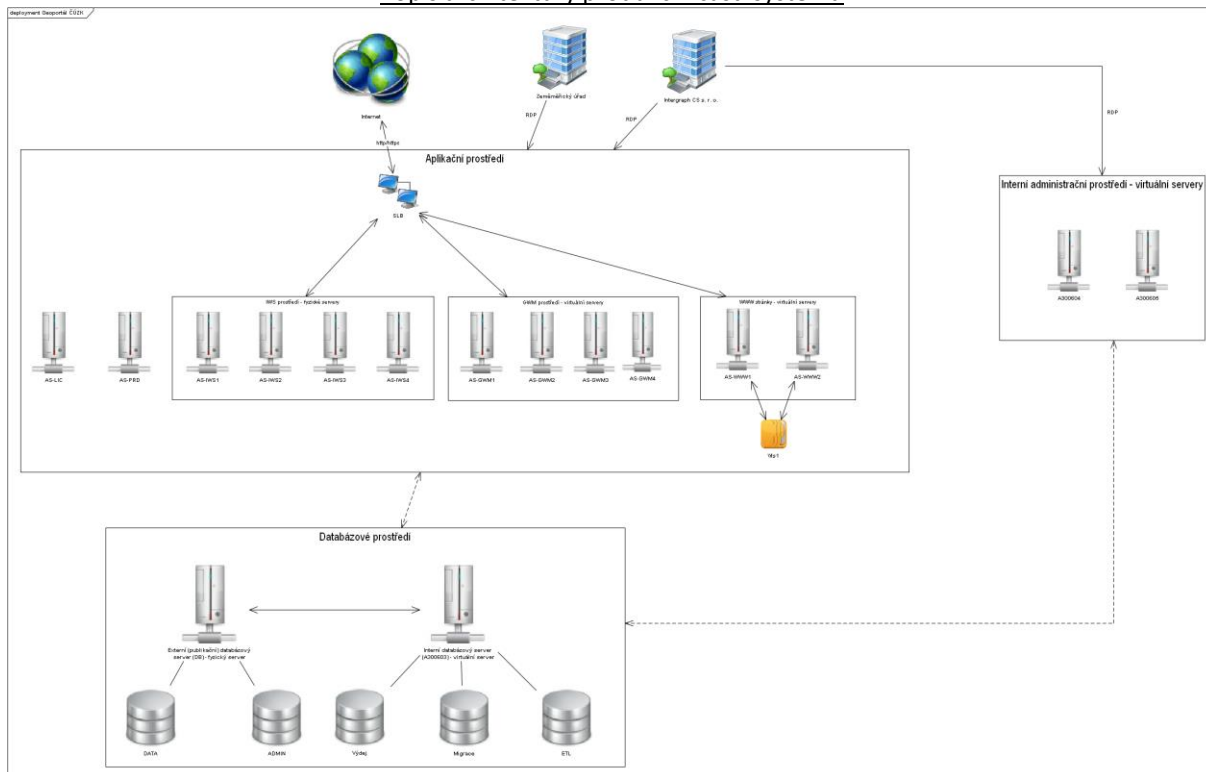 deployment Geoportál ČÚZK
Internet
Zeměměřický úřad
Intergraph CS s. r. o.
http/https
RDP
RDP
RDP
Aplikační prostředí
SLB
Interní administrační prostředí - virtuální servery
A300604
IWS prostředí - fyzické servery
GWM prostředí - virtuální servery
WWW stránky - virtuální servery
AS-LIC
AS-PRD
AS-IWS1
AS-IWS2
AS-IWS3
AS-IWS4
AS-GWM1
AS-GWM2
AS-GWM3
AS-GWM4
AS-WWW1
AS-WWW2
Databázové prostředí
Externí (publikační) databázový
server (DB) - fyzický server
Interní databázový server
(A300603) - virtuální server
DATA
ADMIN
Výdej
Migrace
ETL